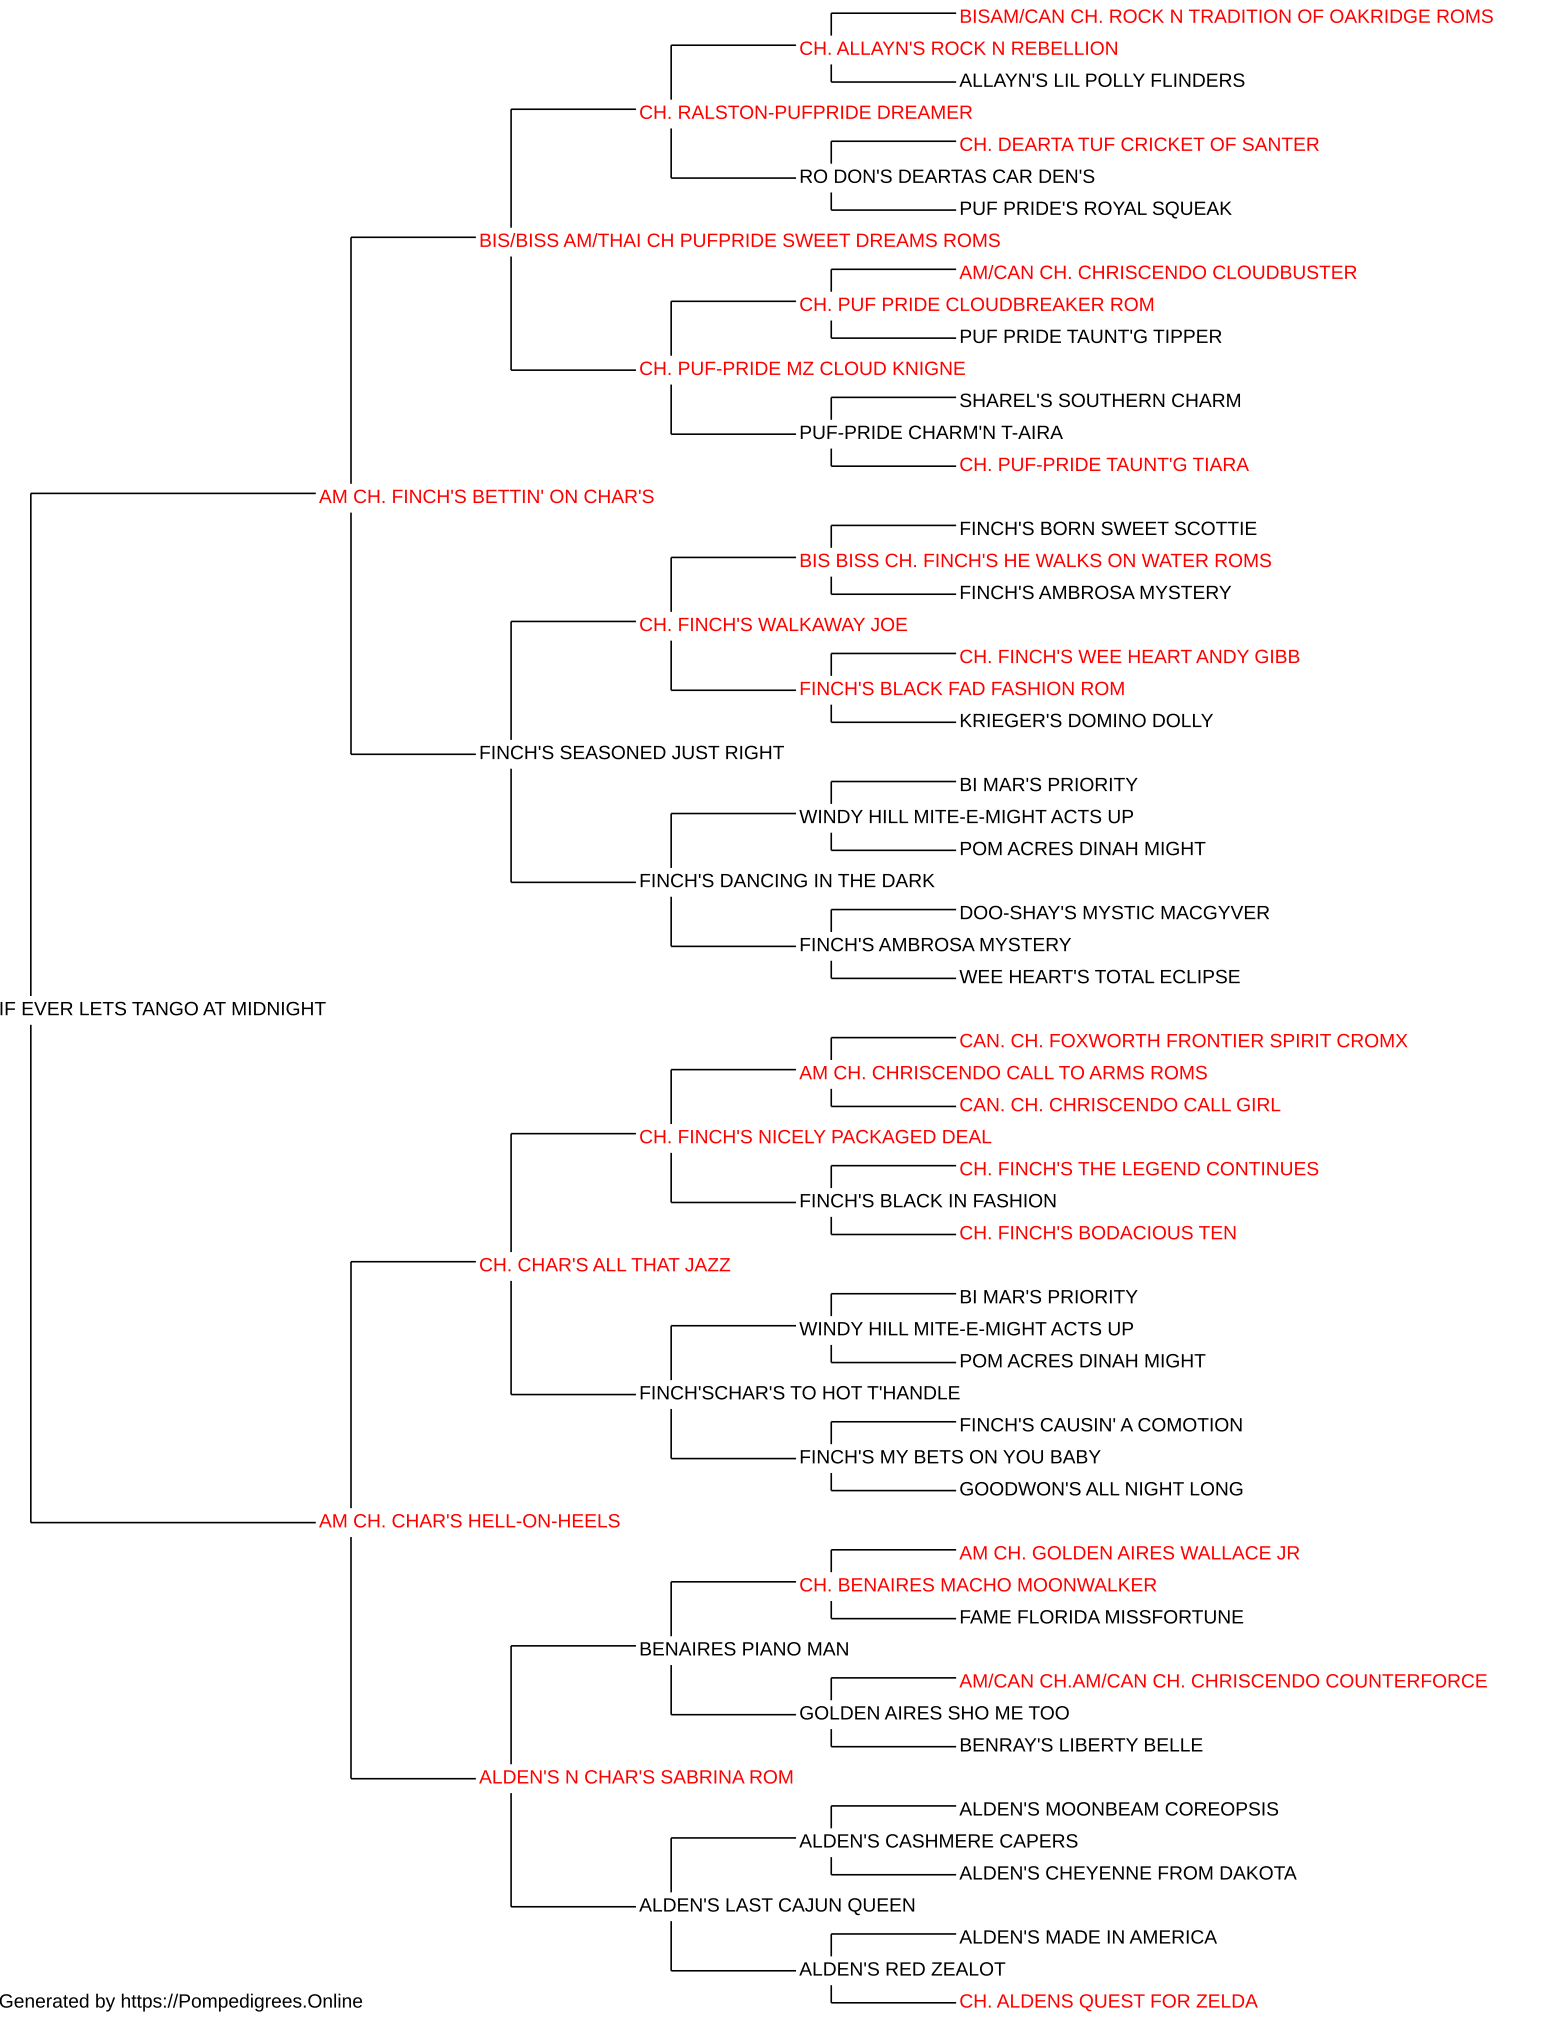 BISAM/CAN CH. ROCK N TRADITION OF OAKRIDGE ROMS
CH. ALLAYN'S ROCK N REBELLION
ALLAYN'S LIL POLLY FLINDERS
CH. RALSTON-PUFPRIDE DREAMER
CH. DEARTA TUF CRICKET OF SANTER
RO DON'S DEARTAS CAR DEN'S
PUF PRIDE'S ROYAL SQUEAK
BIS/BISS AM/THAI CH PUFPRIDE SWEET DREAMS ROMS
AM/CAN CH. CHRISCENDO CLOUDBUSTER
CH. PUF PRIDE CLOUDBREAKER ROM
PUF PRIDE TAUNT'G TIPPER
CH. PUF-PRIDE MZ CLOUD KNIGNE
SHAREL'S SOUTHERN CHARM
PUF-PRIDE CHARM'N T-AIRA
CH. PUF-PRIDE TAUNT'G TIARA
AM CH. FINCH'S BETTIN' ON CHAR'S
FINCH'S BORN SWEET SCOTTIE
BIS BISS CH. FINCH'S HE WALKS ON WATER ROMS
FINCH'S AMBROSA MYSTERY
CH. FINCH'S WALKAWAY JOE
CH. FINCH'S WEE HEART ANDY GIBB
FINCH'S BLACK FAD FASHION ROM
KRIEGER'S DOMINO DOLLY
FINCH'S SEASONED JUST RIGHT
BI MAR'S PRIORITY
WINDY HILL MITE-E-MIGHT ACTS UP
POM ACRES DINAH MIGHT
FINCH'S DANCING IN THE DARK
DOO-SHAY'S MYSTIC MACGYVER
FINCH'S AMBROSA MYSTERY
WEE HEART'S TOTAL ECLIPSE
IF EVER LETS TANGO AT MIDNIGHT
CAN. CH. FOXWORTH FRONTIER SPIRIT CROMX
AM CH. CHRISCENDO CALL TO ARMS ROMS
CAN. CH. CHRISCENDO CALL GIRL
CH. FINCH'S NICELY PACKAGED DEAL
CH. FINCH'S THE LEGEND CONTINUES
FINCH'S BLACK IN FASHION
CH. FINCH'S BODACIOUS TEN
CH. CHAR'S ALL THAT JAZZ
BI MAR'S PRIORITY
WINDY HILL MITE-E-MIGHT ACTS UP
POM ACRES DINAH MIGHT
FINCH'SCHAR'S TO HOT T'HANDLE
FINCH'S CAUSIN' A COMOTION
FINCH'S MY BETS ON YOU BABY
GOODWON'S ALL NIGHT LONG
AM CH. CHAR'S HELL-ON-HEELS
AM CH. GOLDEN AIRES WALLACE JR
CH. BENAIRES MACHO MOONWALKER
FAME FLORIDA MISSFORTUNE
BENAIRES PIANO MAN
AM/CAN CH.AM/CAN CH. CHRISCENDO COUNTERFORCE
GOLDEN AIRES SHO ME TOO
BENRAY'S LIBERTY BELLE
ALDEN'S N CHAR'S SABRINA ROM
ALDEN'S MOONBEAM COREOPSIS
ALDEN'S CASHMERE CAPERS
ALDEN'S CHEYENNE FROM DAKOTA
ALDEN'S LAST CAJUN QUEEN
ALDEN'S MADE IN AMERICA
ALDEN'S RED ZEALOT
CH. ALDENS QUEST FOR ZELDA
Generated by https://Pompedigrees.Online